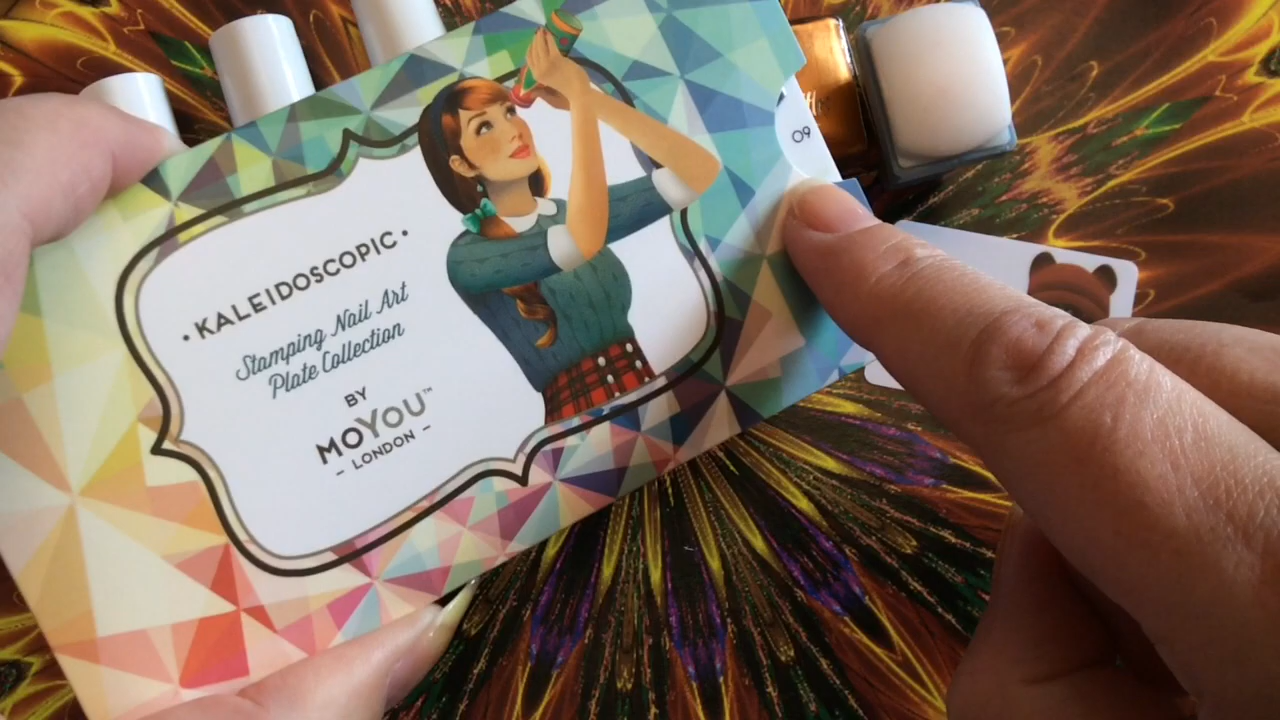 • KALEIDOSCOPIC •
Stamping Nail Art
Plate Collection
BY
MoYou™
– LONDON –
09